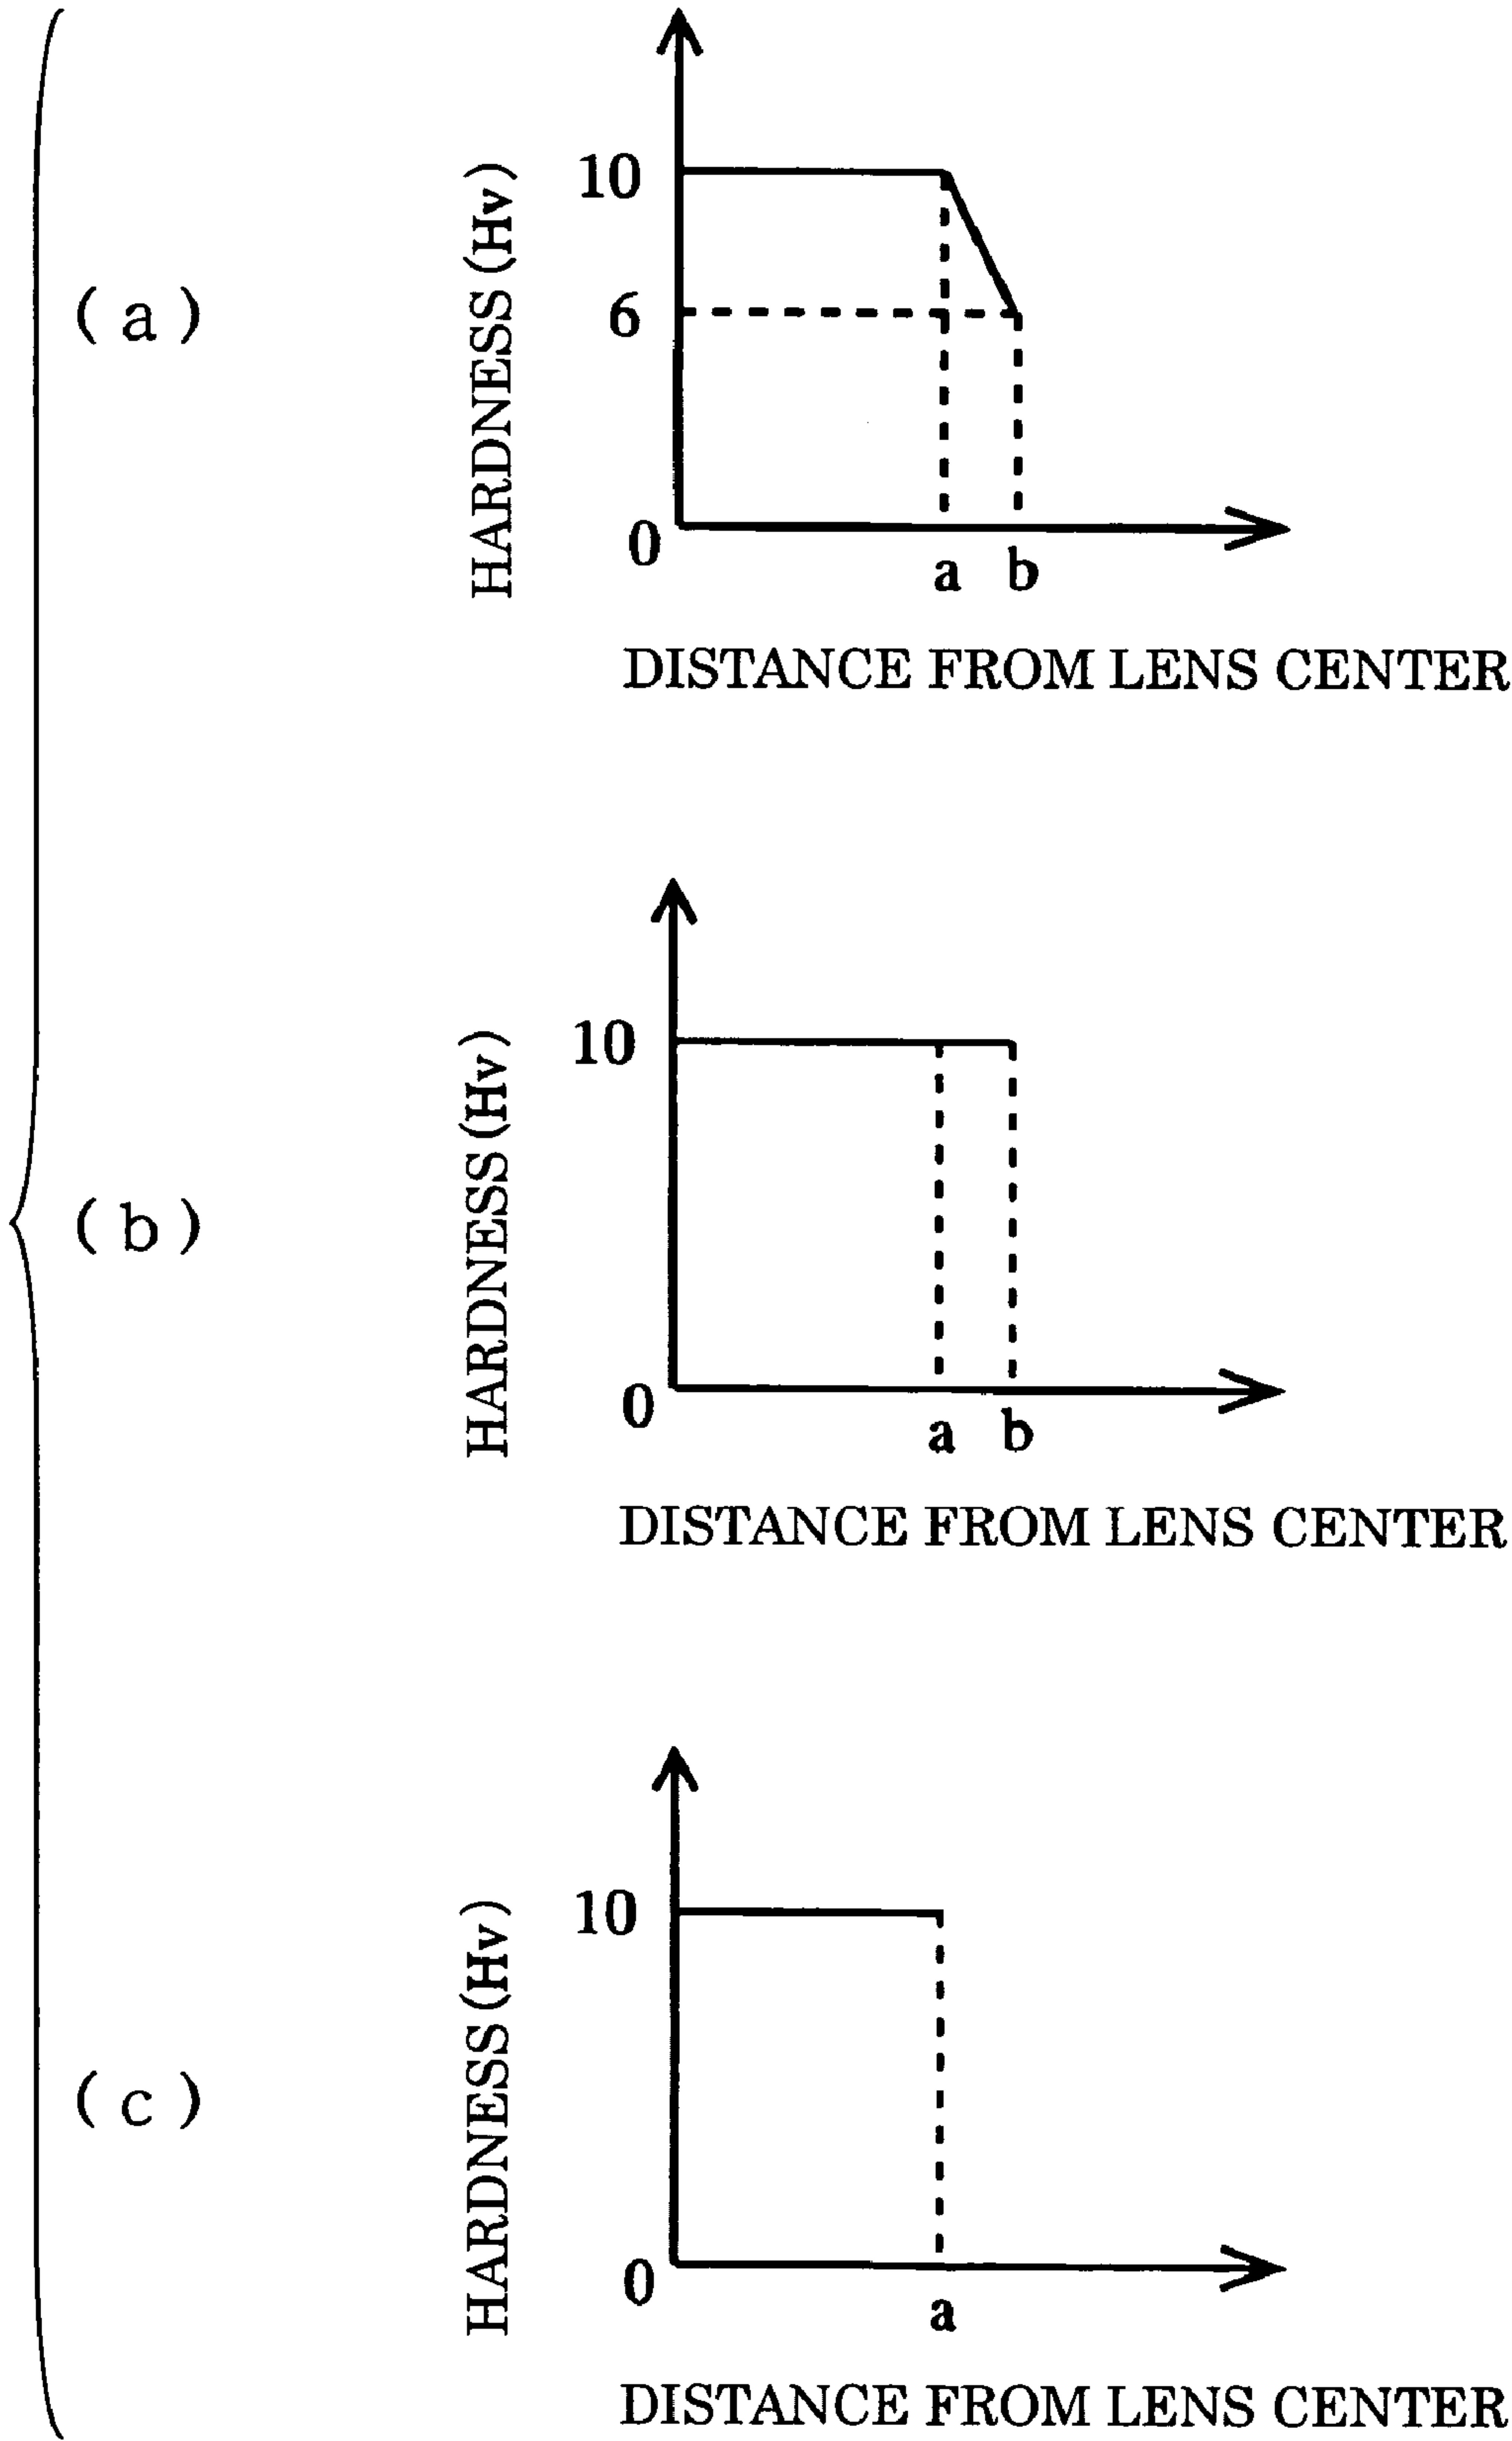 (a)
HARDNESS (Hv)
10
6
0
a b
DISTANCE FROM LENS CENTER
(b)
HARDNESS (Hv)
10
0
a b
DISTANCE FROM LENS CENTER
(c)
HARDNESS (Hv)
10
0
a
DISTANCE FROM LENS CENTER